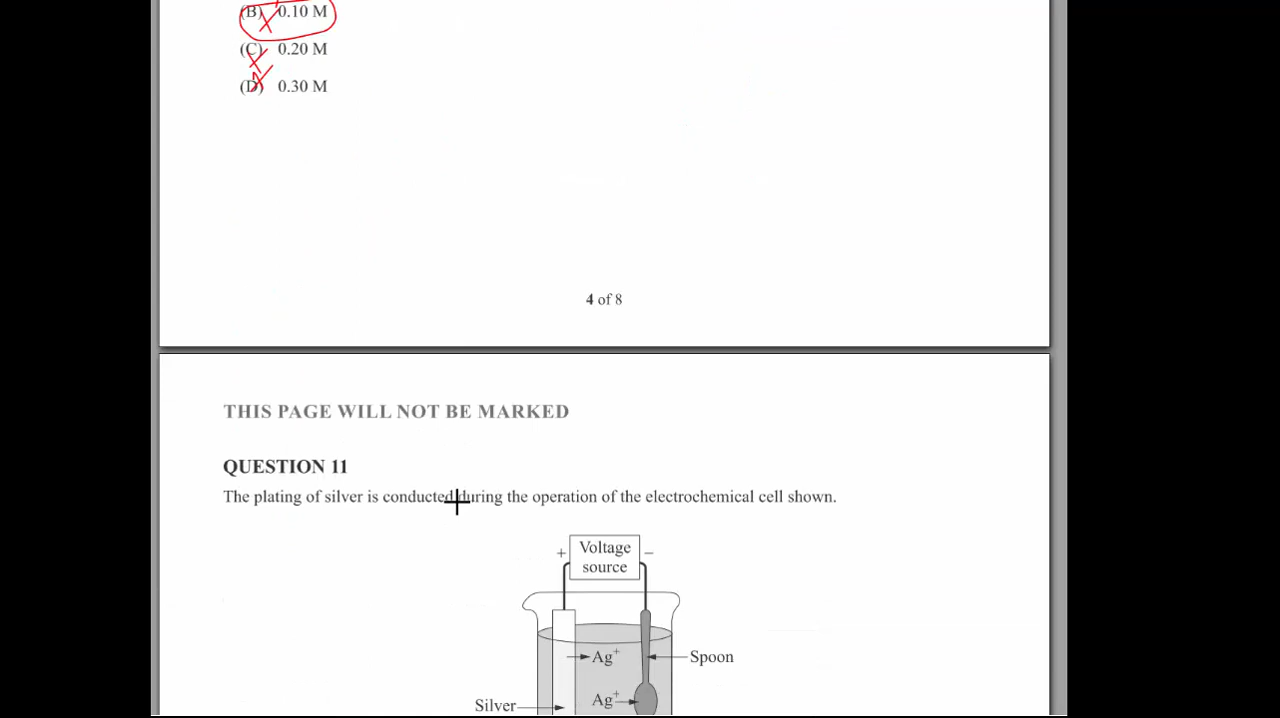 (B) 0.10 M
(C) 0.20 M
(D) 0.30 M
4 of 8
THIS PAGE WILL NOT BE MARKED
QUESTION 11
The plating of silver is conducted during the operation of the electrochemical cell shown.
+ Voltage −
source
Ag⁺ Spoon
Silver Ag⁺